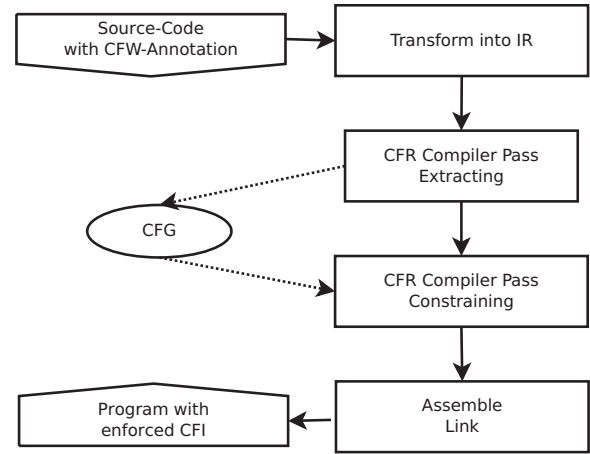 Source-Code
with CFW-Annotation
Transform into IR
CFR Compiler Pass
Extracting
CFG
CFR Compiler Pass
Constraining
Assemble
Link
Program with
enforced CFI